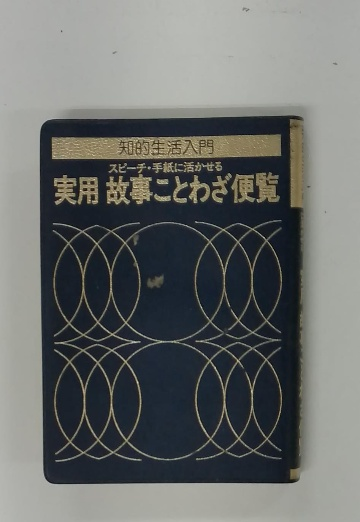 知的生活入門
スピーチ・手紙に活かせる
実用 故事ことわざ便覧